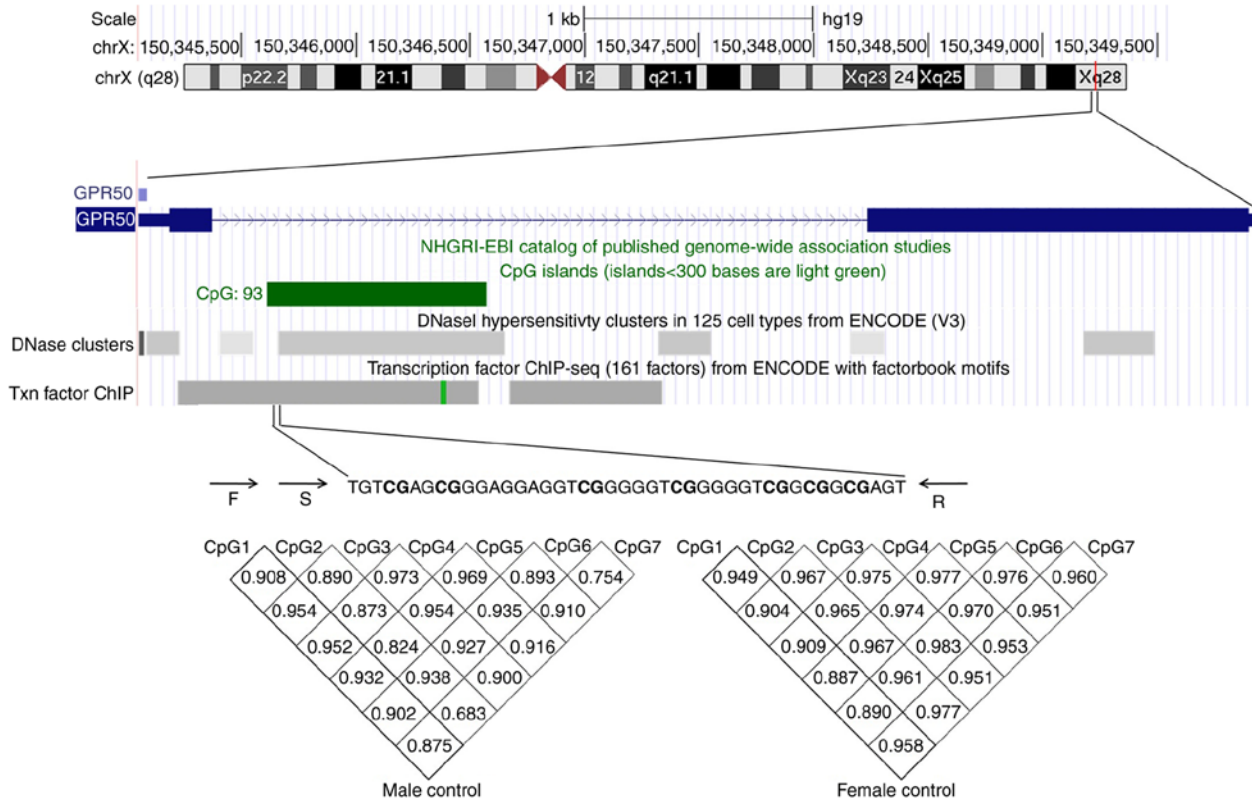 Scale 1 kb hg19
chrX: 150,345,500 150,346,000 150,346,500 150,347,000 150,347,500 150,348,000 150,348,500 150,349,000 150,349,500
chrX (q28) p22.2 21.1 12 q21.1 Xq23 24 Xq25 Xq28
GPR50
GPR50
NHGRI-EBI catalog of published genome-wide association studies
CpG islands (islands<300 bases are light green)
CpG: 93
DNaseI hypersensitivty clusters in 125 cell types from ENCODE (V3)
DNase clusters
Transcription factor ChIP-seq (161 factors) from ENCODE with factorbook motifs
Txn factor ChIP
F S TGTCGAGCGGGAGGAGGTCGGGGGTCGGGGGTCGGCGGCGAGT R
CpG1 CpG2 CpG3 CpG4 CpG5 CpG6 CpG7
0.908 0.890 0.973 0.969 0.893 0.754
0.954 0.873 0.954 0.935 0.910
0.952 0.824 0.927 0.916
0.932 0.938 0.900
0.902 0.683
0.875
Male control
CpG1 CpG2 CpG3 CpG4 CpG5 CpG6 CpG7
0.949 0.967 0.975 0.977 0.976 0.960
0.904 0.965 0.974 0.970 0.951
0.909 0.967 0.983 0.953
0.887 0.961 0.951
0.890 0.977
0.958
Female control